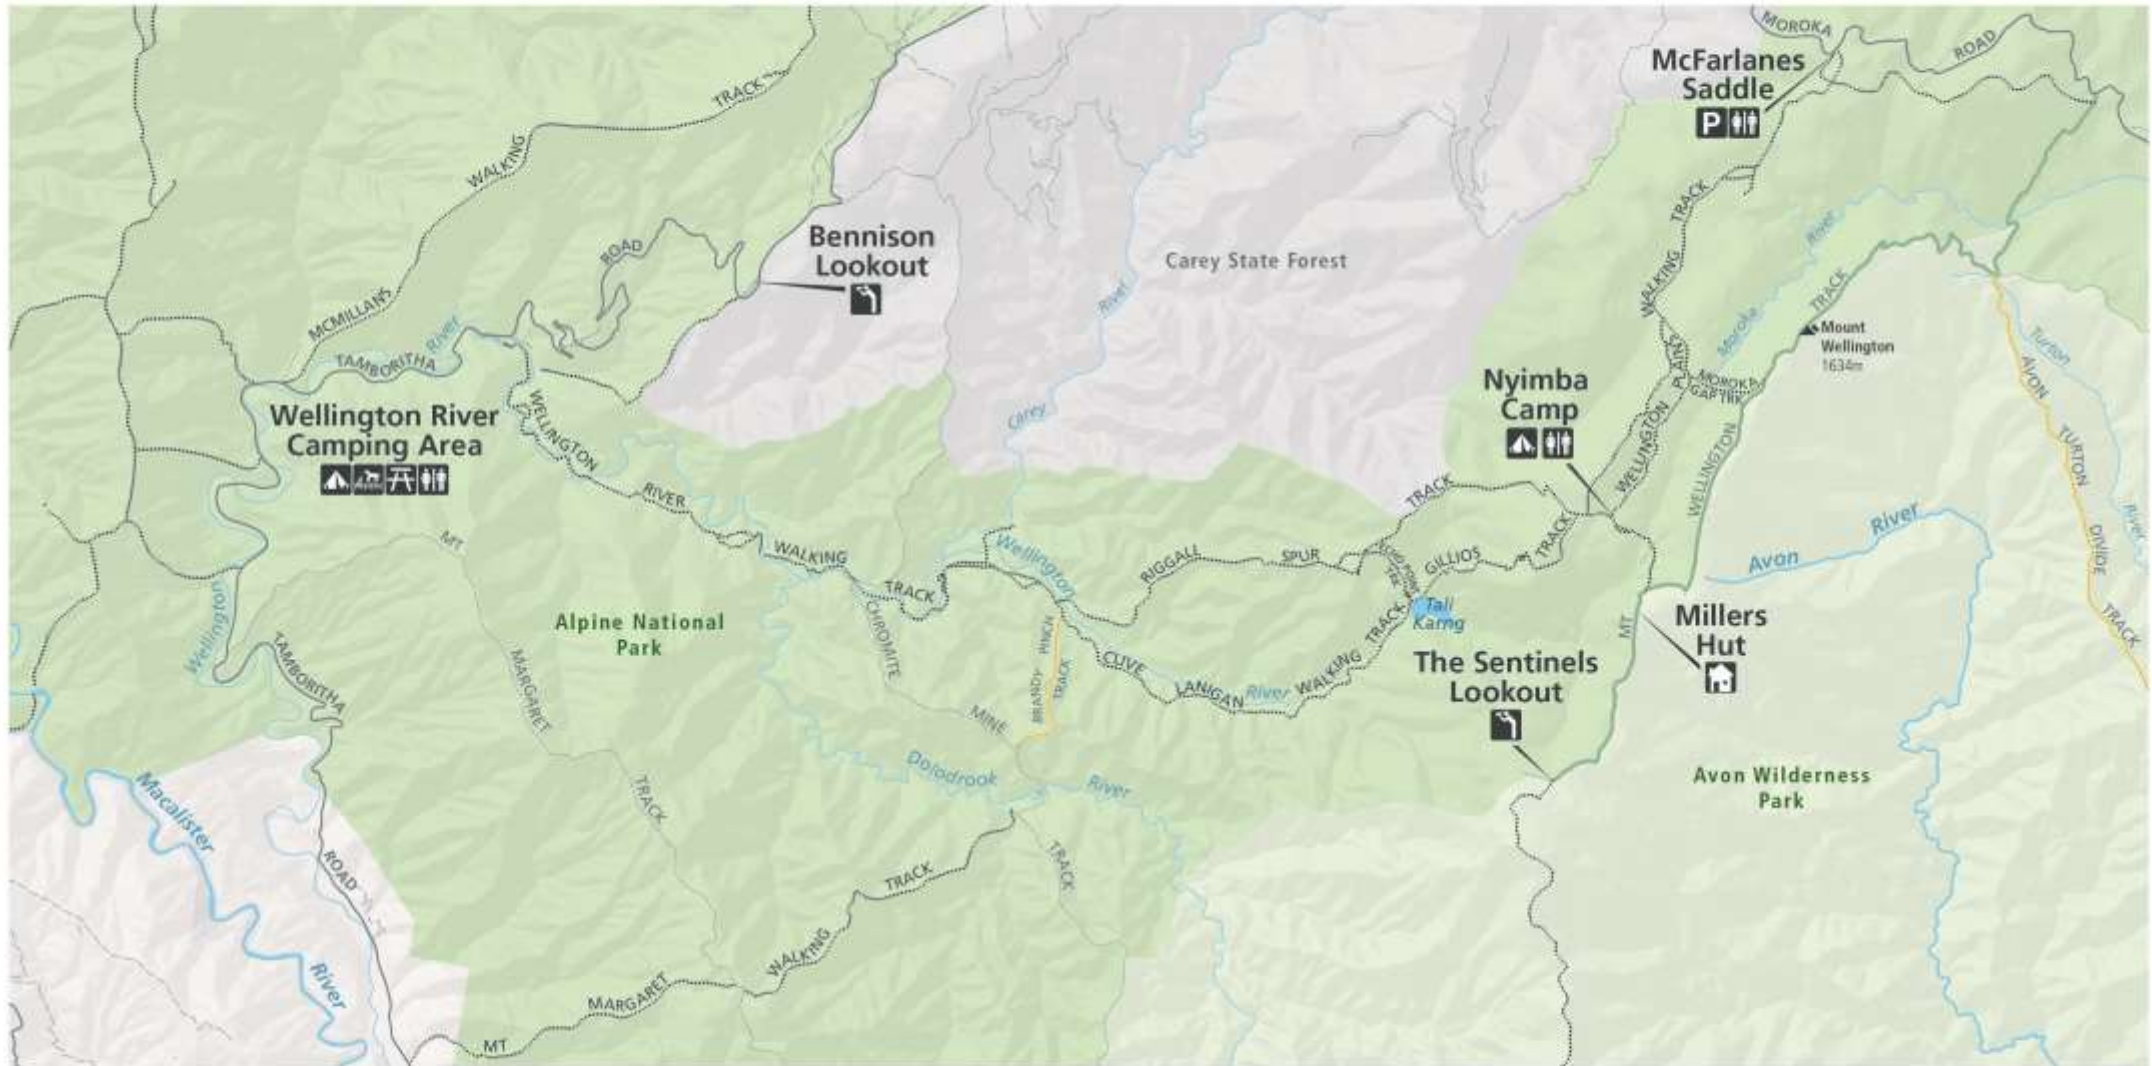 MOROKA
ROAD
McFarlanes
Saddle
P
TRACK
WALKING
ROAD
Bennison
Lookout
Carey State Forest
River
TRACK
WALKING
River
TRACK
MCMILLANS
River
TAMBORITHA
Moroka
Mount
Wellington
1634m
Turton
AVON
PLAINS
MOROKA
GAP TRK
Nyimba
Camp
Carey
Wellington River
Camping Area
WELLINGTON
WELLINGTON
WELLINGTON
TURTON
River
RIVER
TRACK
TRACK
DIVIDE
TRACK
MT
WALKING
TRACK
Wellington
RIGGALL
SPUR
GILLIOS
Avon
River
Wellington
CHROMITE
Alpine National
Park
PINCH
BRANDY
TRACK
CLIVE
LANIGAN
River
WALKING
TRACK
Tali
Karng
MT
Millers
Hut
The Sentinels
Lookout
TAMBORITHA
MARGARET
MINE
Dolodrook
River
Macalister
TRACK
Avon Wilderness
Park
ROAD
TRACK
TRACK
WALKING
MARGARET
MT
River